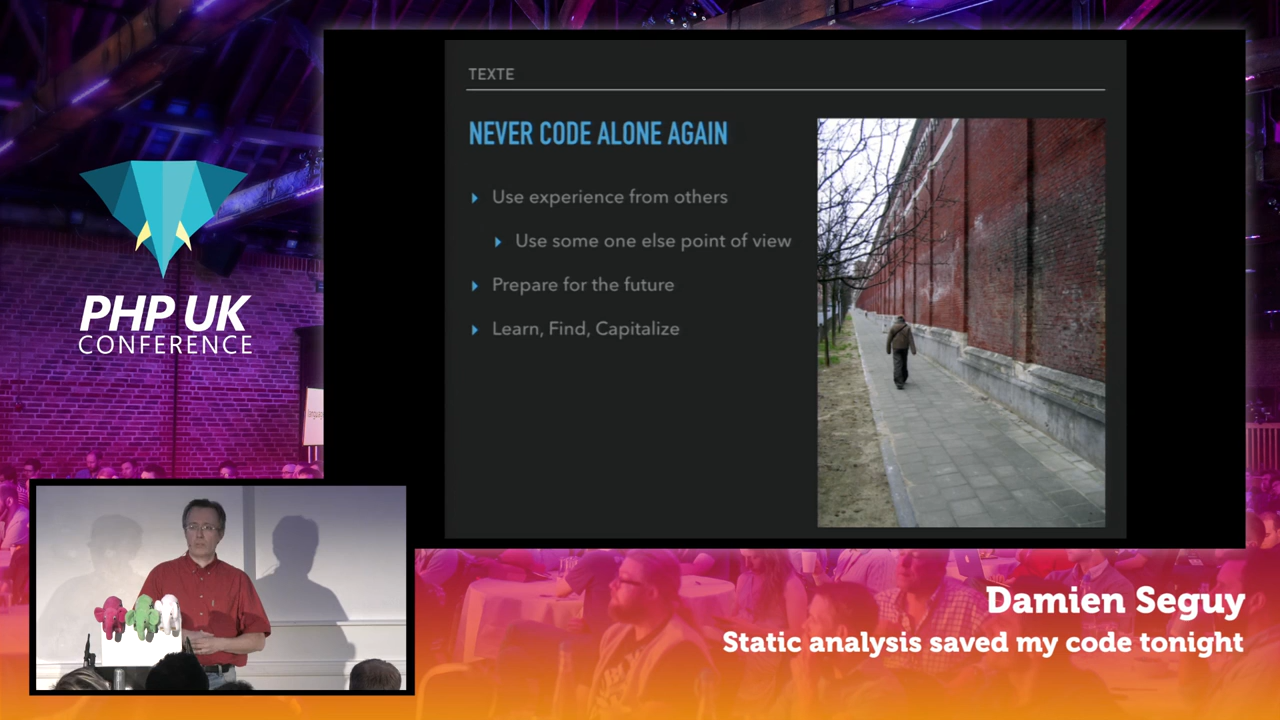 TEXTE
NEVER CODE ALONE AGAIN
Use experience from others
Use some one else point of view
Prepare for the future
Learn, Find, Capitalize
PHP UK
CONFERENCE
Damien Seguy
Static analysis saved my code tonight